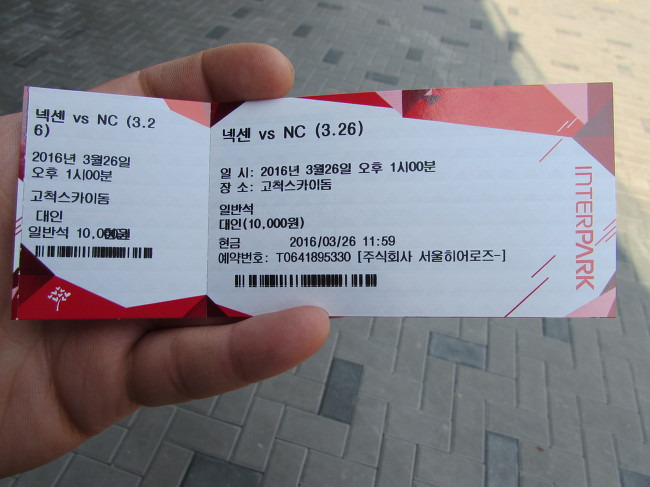 넥센 vs NC (3.2
6)
2016년 3월26일
오후 1시00분
고척스카이돔
대인
일반석 10,000원
넥센 vs NC (3.26)
일 시: 2016년 3월26일 오후 1시00분
장 소: 고척스카이돔
일반석
대인(10,000원)
현금 2016/03/26 11:59
예약번호: T0641895330 [주식회사 서울히어로즈-]
INTERPARK